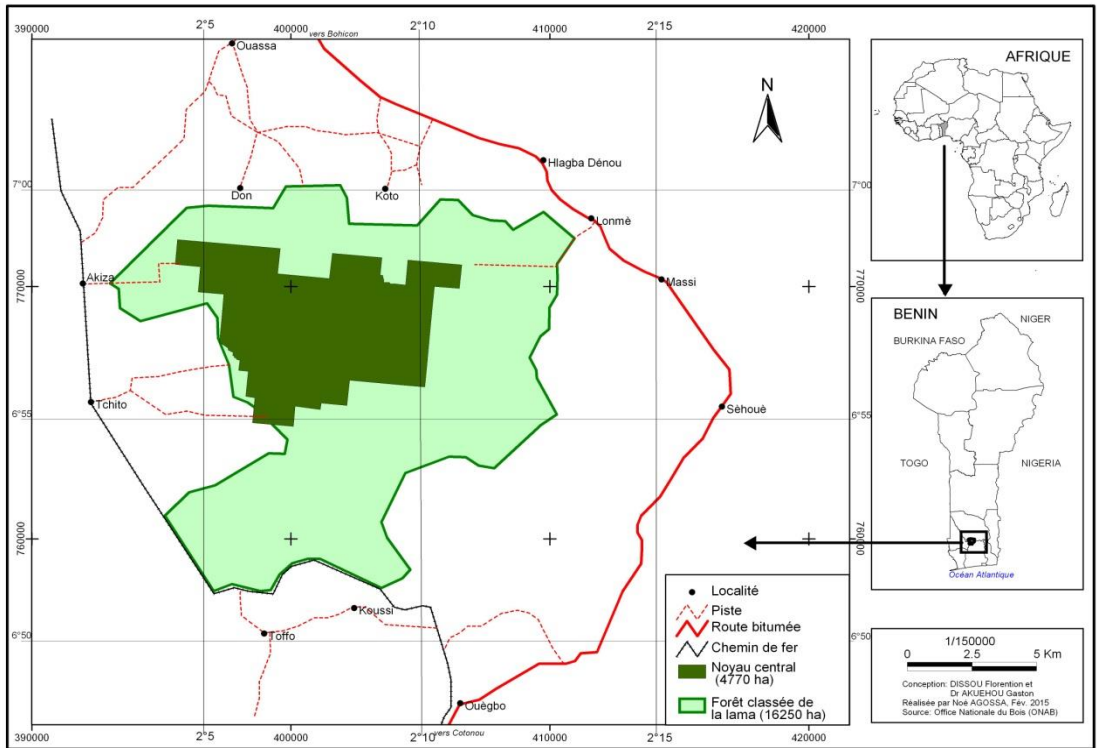 390000
2°5
400000
2°10
410000
2°15
420000
vers Bohicon
Ouassa
N
Hlagba Dénou
7°00
7°00
Don
Koto
Lonmè
Akiza
770000
770000
Massi
Tchito
6°55
6°55
Sèhouè
760000
760000
Koussi
Toffo
6°50
6°50
Ouègbo
vers Cotonou
390000
2°5
400000
2°10
410000
2°15
420000
Localité
Piste
Route bitumée
Chemin de fer
Noyau central
(4770 ha)
Forêt classée de
la lama (16250 ha)
AFRIQUE
BENIN
NIGER
BURKINA FASO
TOGO
NIGERIA
Océan Atlantique
1/150000
0 2.5 5 Km
Conception: DISSOU Florention et
Dr AKUEHOU Gaston
Réalisée par Noé AGOSSA, Fév. 2015
Source: Office Nationale du Bois (ONAB)